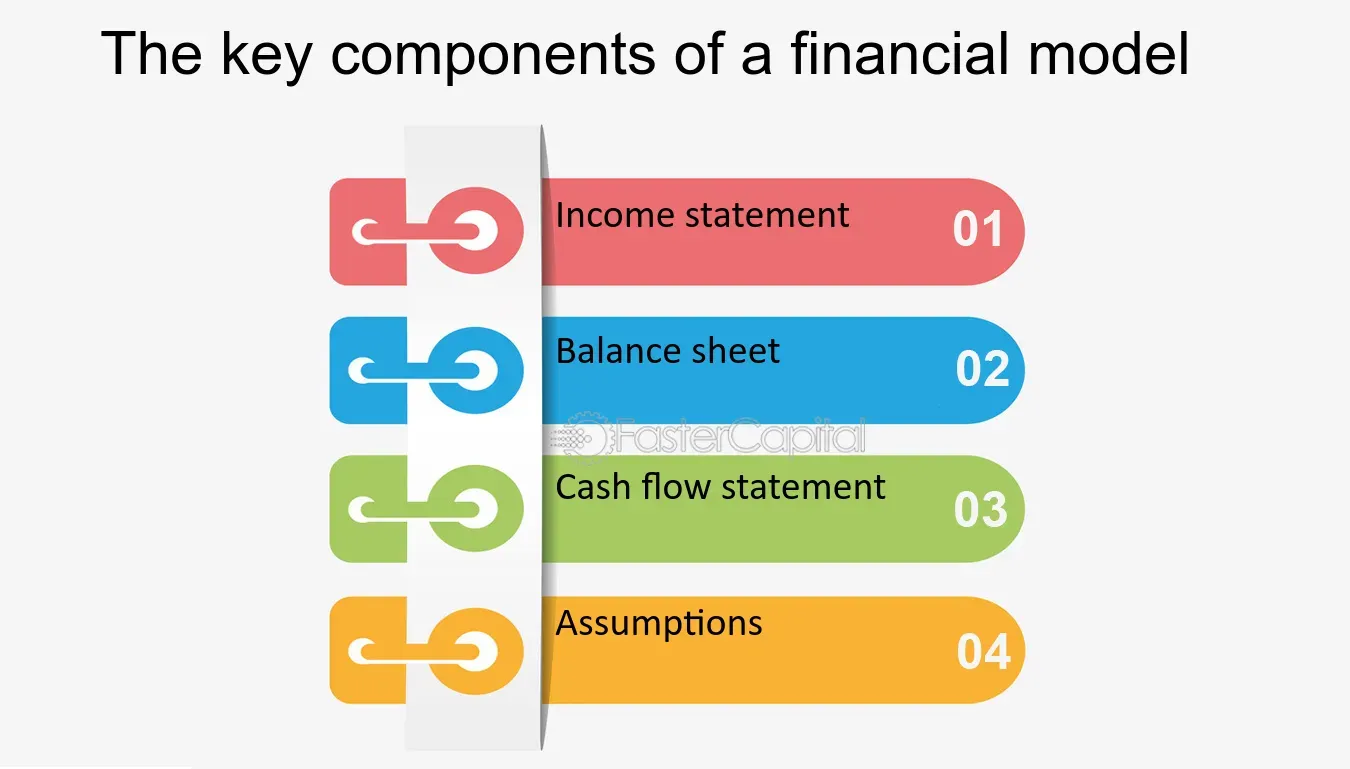 The key components of a financial model
Income statement
01
Balance sheet
02
FasterCapital
Cash flow statement
03
Assumptions
04